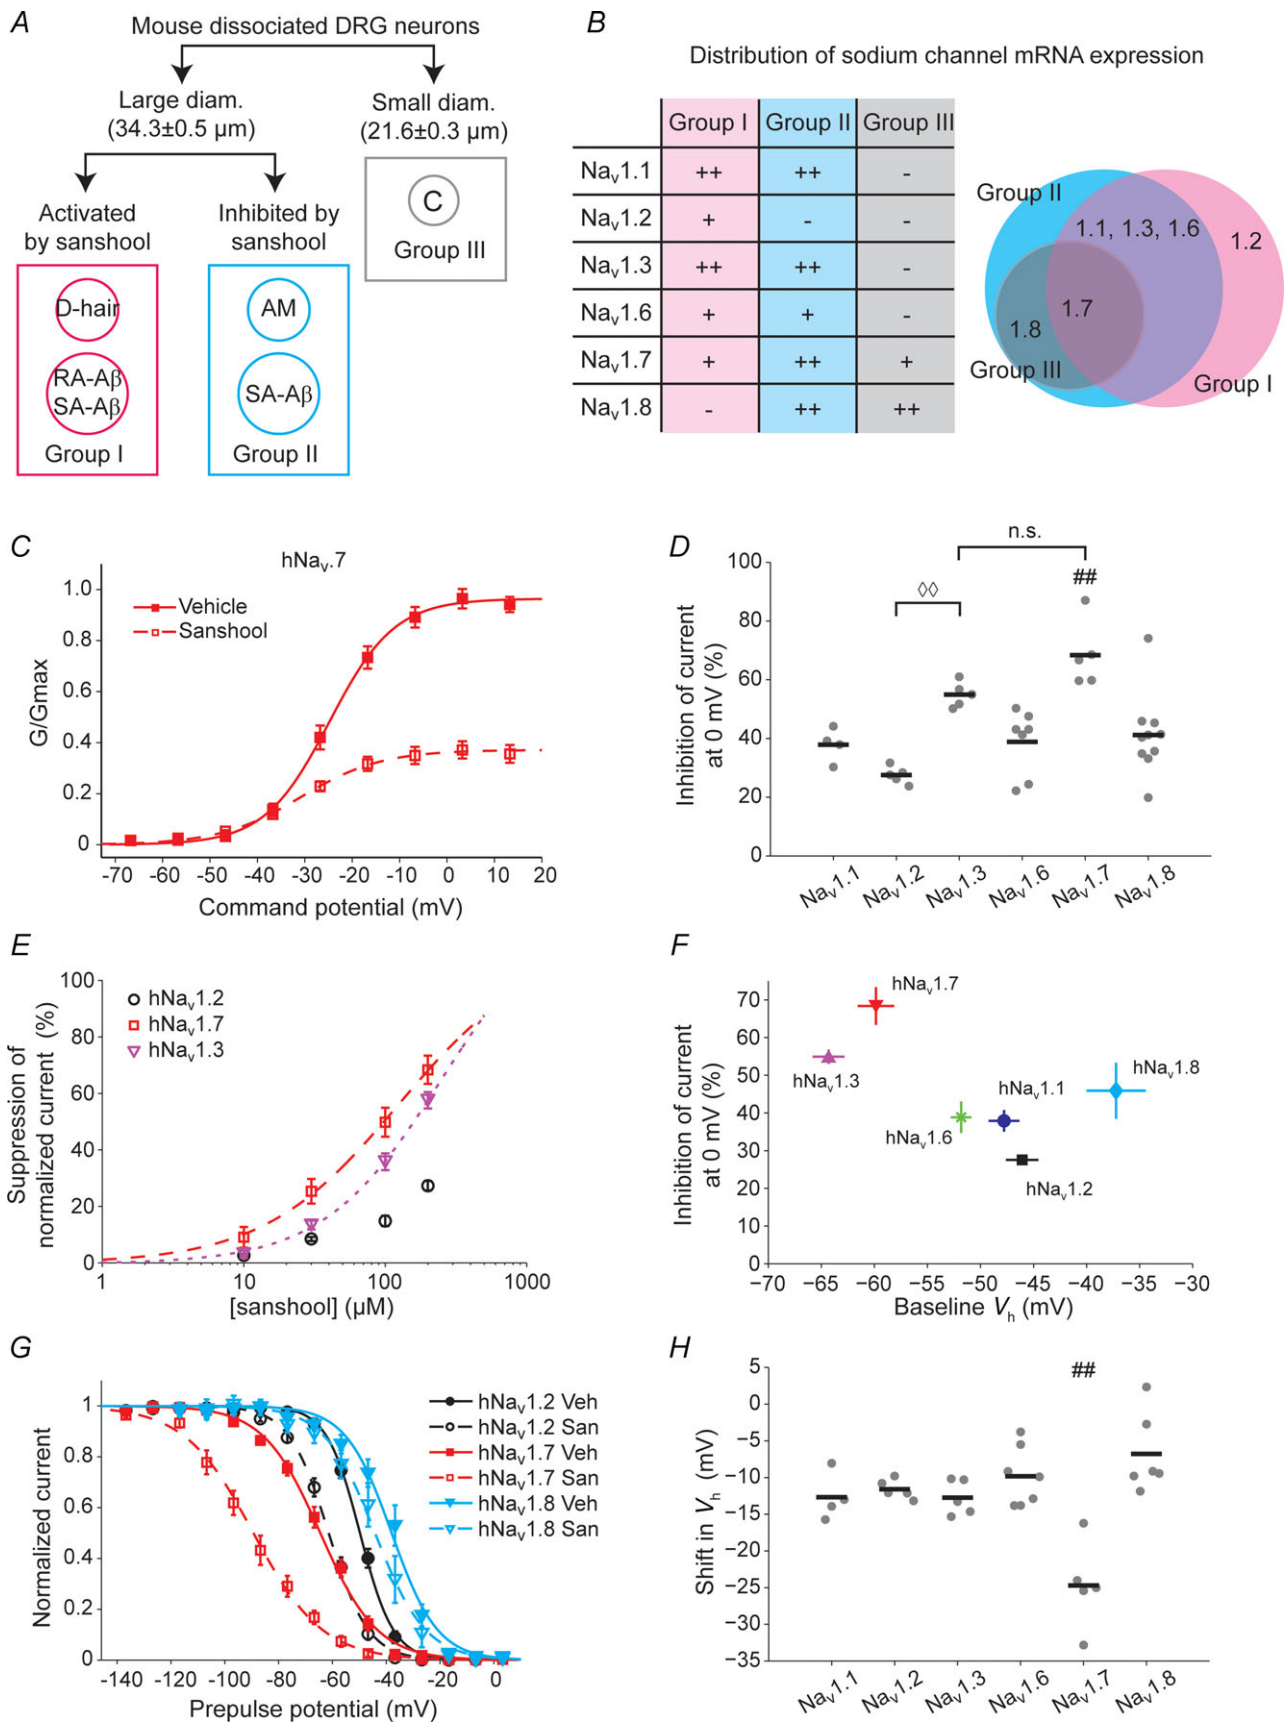 A
Mouse dissociated DRG neurons
Large diam.
(34.3±0.5 µm)
Small diam.
(21.6±0.3 µm)
Activated
by sanshool
Inhibited by
sanshool
C
Group III
D-hair
RA-Aβ
SA-Aβ
Group I
AM
SA-Aβ
Group II
B
Distribution of sodium channel mRNA expression
Group I Group II Group III
Nav1.1 ++ ++ -
Nav1.2 + - -
Nav1.3 ++ ++ -
Nav1.6 + + -
Nav1.7 + ++ +
Nav1.8 - ++ ++
Group II
1.1, 1.3, 1.6
1.2
1.7
1.8
Group III
Group I
C
hNav.7
Vehicle
Sanshool
G/Gmax
1.0
0.8
0.6
0.4
0.2
0
-70 -60 -50 -40 -30 -20 -10 0 10 20
Command potential (mV)
D
n.s.
◊◊
##
Inhibition of current
at 0 mV (%)
100
80
60
40
20
0
Nav1.1 Nav1.2 Nav1.3 Nav1.6 Nav1.7 Nav1.8
E
hNav1.2
hNav1.7
hNav1.3
Suppression of
normalized current (%)
100
80
60
40
20
0
1 10 100 1000
[sanshool] (µM)
F
hNav1.7
hNav1.3
hNav1.8
hNav1.1
hNav1.6
hNav1.2
Inhibition of current
at 0 mV (%)
70
60
50
40
30
20
10
0
−70 −65 −60 −55 −50 −45 −40 −35 −30
Baseline Vh (mV)
G
hNav1.2 Veh
hNav1.2 San
hNav1.7 Veh
hNav1.7 San
hNav1.8 Veh
hNav1.8 San
Normalized current
1
0.8
0.6
0.4
0.2
0
-140 -120 -100 -80 -60 -40 -20 0
Prepulse potential (mV)
H
##
Shift in Vh (mV)
5
0
−5
−10
−15
−20
−25
−30
−35
Nav1.1 Nav1.2 Nav1.3 Nav1.6 Nav1.7 Nav1.8